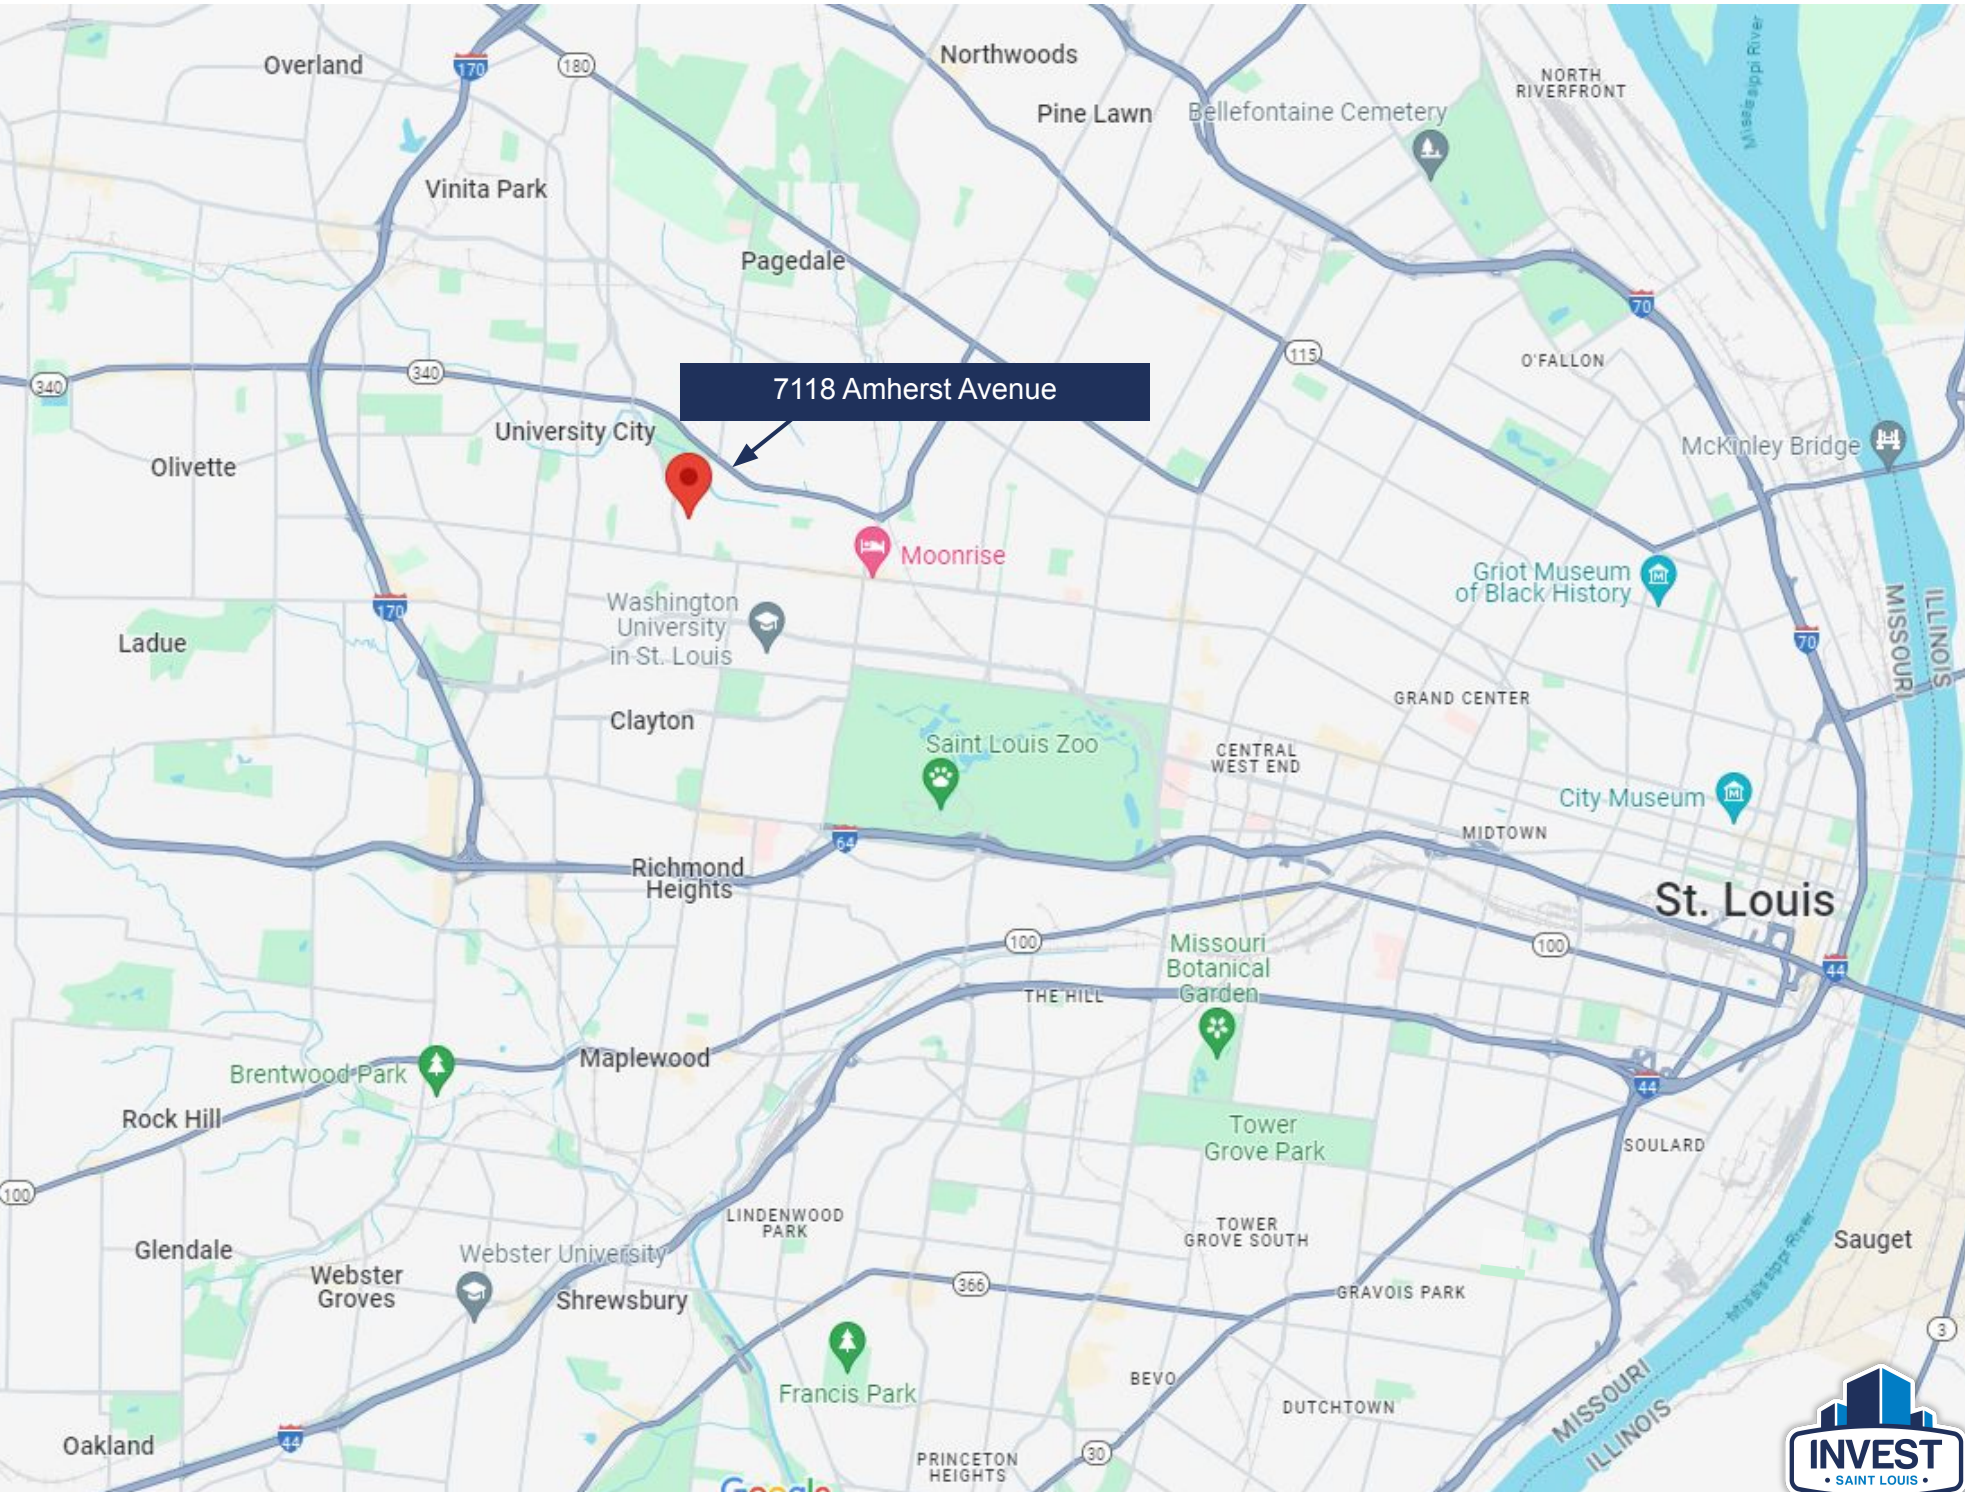 Overland
170
180
Northwoods
Pine Lawn
Bellefontaine Cemetery
NORTH
RIVERFRONT
Mississippi River
Vinita Park
Pagedale
70
115
O'FALLON
340
340
7118 Amherst Avenue
University City
Olivette
McKinley Bridge
Moonrise
Griot Museum
of Black History
MISSOURI
ILLINOIS
Washington
University
in St. Louis
170
Ladue
70
GRAND CENTER
Clayton
Saint Louis Zoo
CENTRAL
WEST END
City Museum
MIDTOWN
64
Richmond
Heights
St. Louis
100
Missouri
Botanical
Garden
100
44
THE HILL
Maplewood
Brentwood Park
44
Rock Hill
Tower
Grove Park
SOULARD
100
LINDENWOOD
PARK
TOWER
GROVE SOUTH
Mississippi River
Sauget
Glendale
Webster University
Webster
Groves
Shrewsbury
366
GRAVOIS PARK
3
Francis Park
BEVO
DUTCHTOWN
MISSOURI
ILLINOIS
Oakland
44
PRINCETON
HEIGHTS
30
Google
INVEST
• SAINT LOUIS •